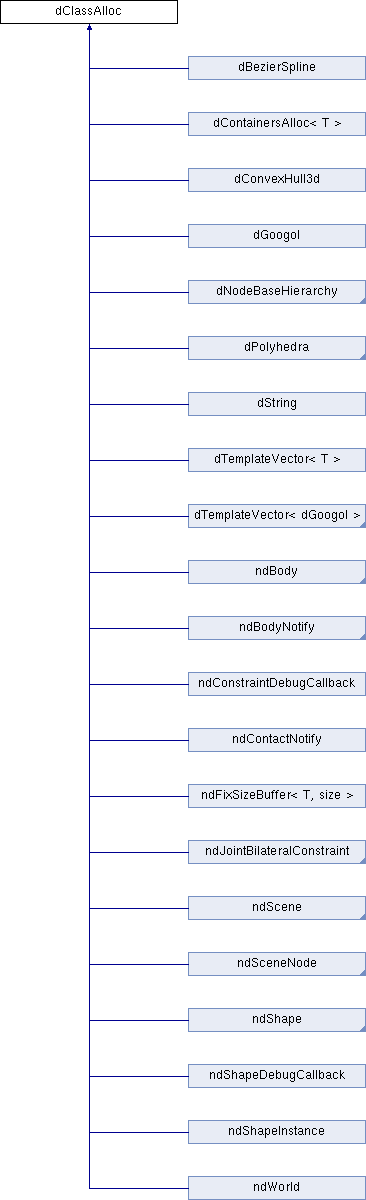 dClassAlloc
dBezierSpline
dContainersAlloc< T >
dConvexHull3d
dGoogol
dNodeBaseHierarchy
dPolyhedra
dString
dTemplateVector< T >
dTemplateVector< dGoogol >
ndBody
ndBodyNotify
ndConstraintDebugCallback
ndContactNotify
ndFixSizeBuffer< T, size >
ndJointBilateralConstraint
ndScene
ndSceneNode
ndShape
ndShapeDebugCallback
ndShapeInstance
ndWorld